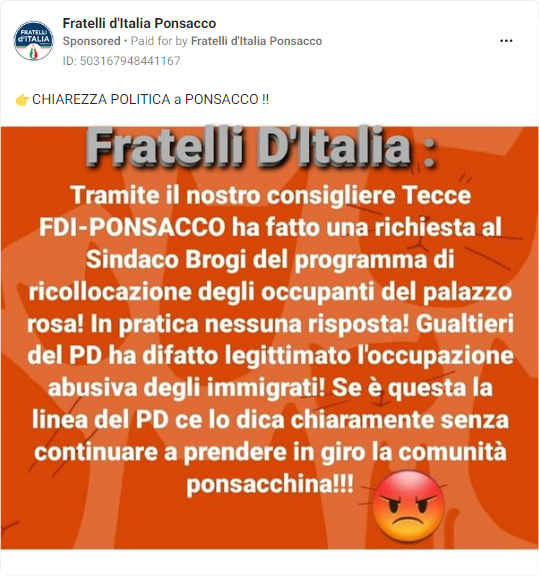 Fratelli d'Italia Ponsacco
Sponsored • Paid for by Fratelli d'Italia Ponsacco
ID: 503167948441167
FRATELLI
d'ITALIA
👉CHIAREZZA POLITICA a PONSACCO !!
Fratelli D'Italia :
Tramite il nostro consigliere Tecce
FDI-PONSACCO ha fatto una richiesta al
Sindaco Brogi del programma di
ricollocazione degli occupanti del palazzo
rosa! In pratica nessuna risposta! Gualtieri
del PD ha difatto legittimato l'occupazione
abusiva degli immigrati! Se è questa la
linea del PD ce lo dica chiaramente senza
continuare a prendere in giro la comunità
ponsacchina!!!